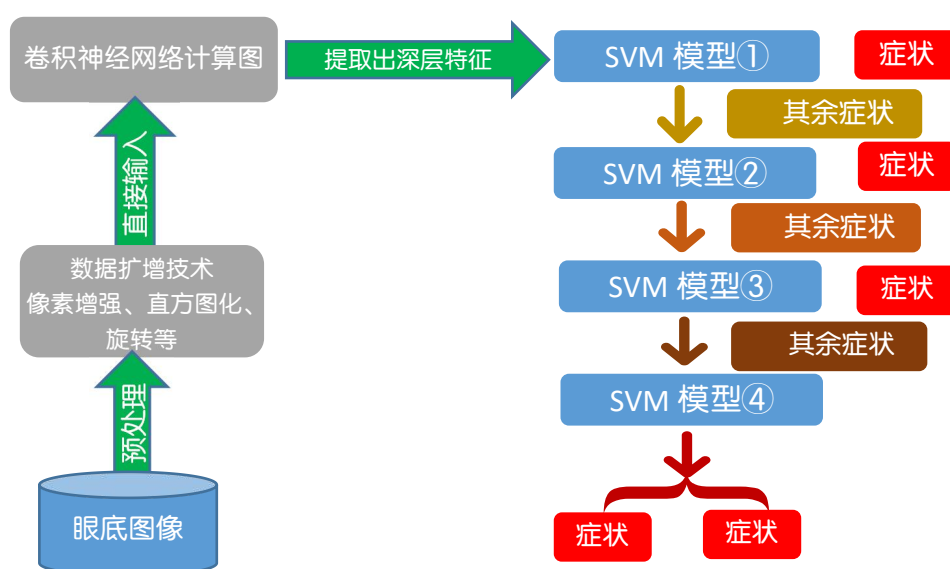 卷积神经网络计算图
提取出深层特征
SVM 模型①
症状
直接输入
其余症状
SVM 模型②
症状
其余症状
数据扩增技术
像素增强、直方图化、
旋转等
SVM 模型③
症状
其余症状
预处理
SVM 模型④
眼底图像
症状
症状